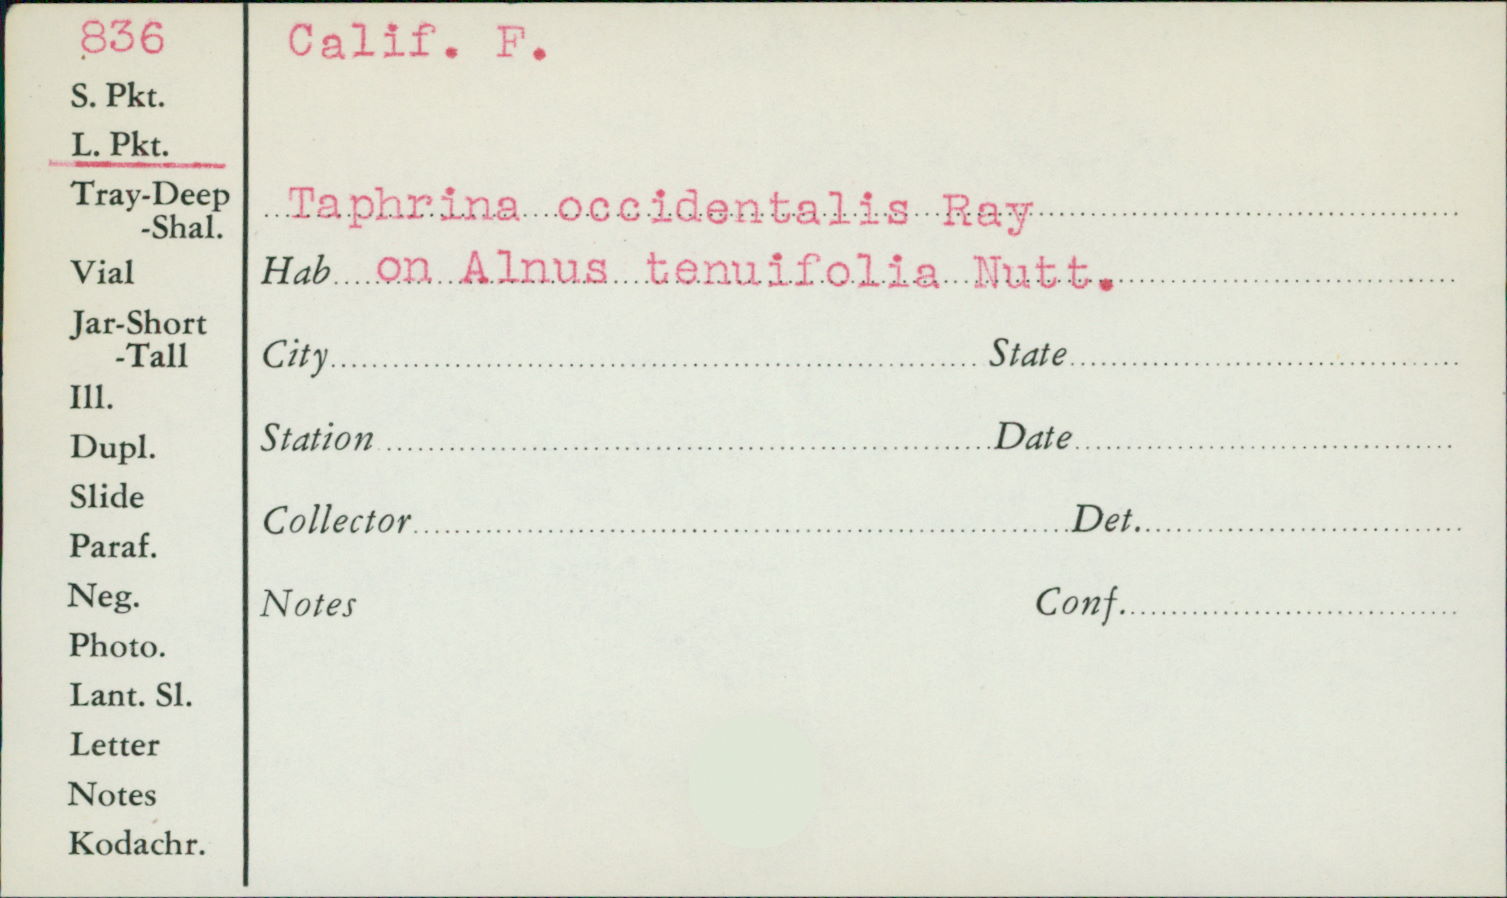 836
S. Pkt.
L. Pkt.
Tray-Deep
-Shal.
Vial
Jar-Short
-Tall
Ill.
Dupl.
Slide
Paraf.
Neg.
Photo.
Lant. Sl.
Letter
Notes
Kodachr.
Calif. F.
Taphrina occidentalis Ray
Hab on Alnus tenuifolia Nutt.
City State
Station Date
Collector Det.
Notes Conf.